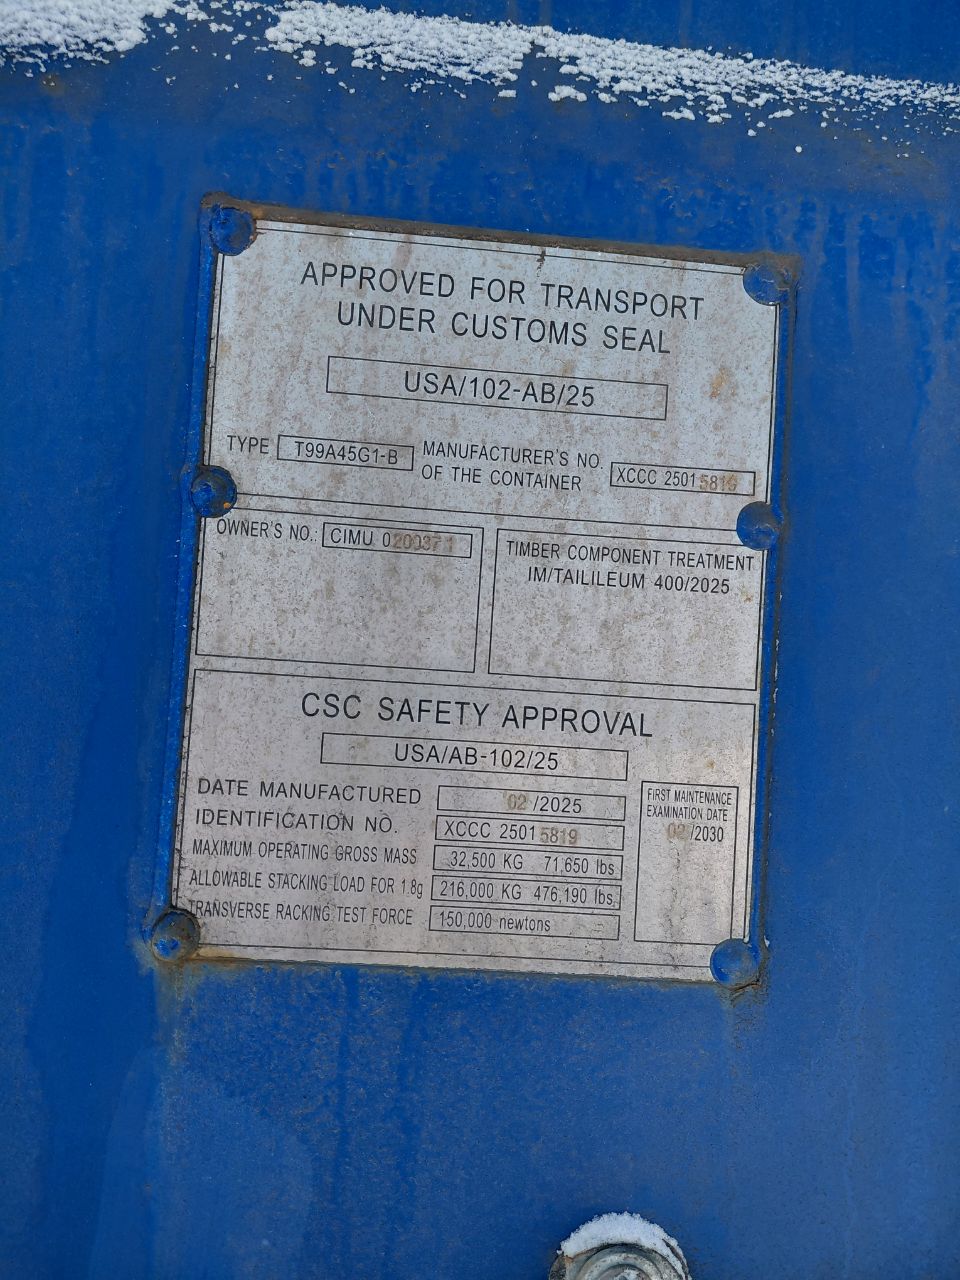 APPROVED FOR TRANSPORT
UNDER CUSTOMS SEAL
USA/102-AB/25
TYPE T99A45G1-B MANUFACTURER'S NO. OF THE CONTAINER XCCC 25015819
OWNER'S NO.: CIMU 0200371
TIMBER COMPONENT TREATMENT
IM/TAILILEUM 400/2025
CSC SAFETY APPROVAL
USA/AB-102/25
DATE MANUFACTURED 02/2025
IDENTIFICATION NO. XCCC 25015819
MAXIMUM OPERATING GROSS MASS 32,500 KG 71,650 lbs
ALLOWABLE STACKING LOAD FOR 1.8g 216,000 KG 476,190 lbs.
TRANSVERSE RACKING TEST FORCE 150,000 newtons
FIRST MAINTENANCE
EXAMINATION DATE
02/2030